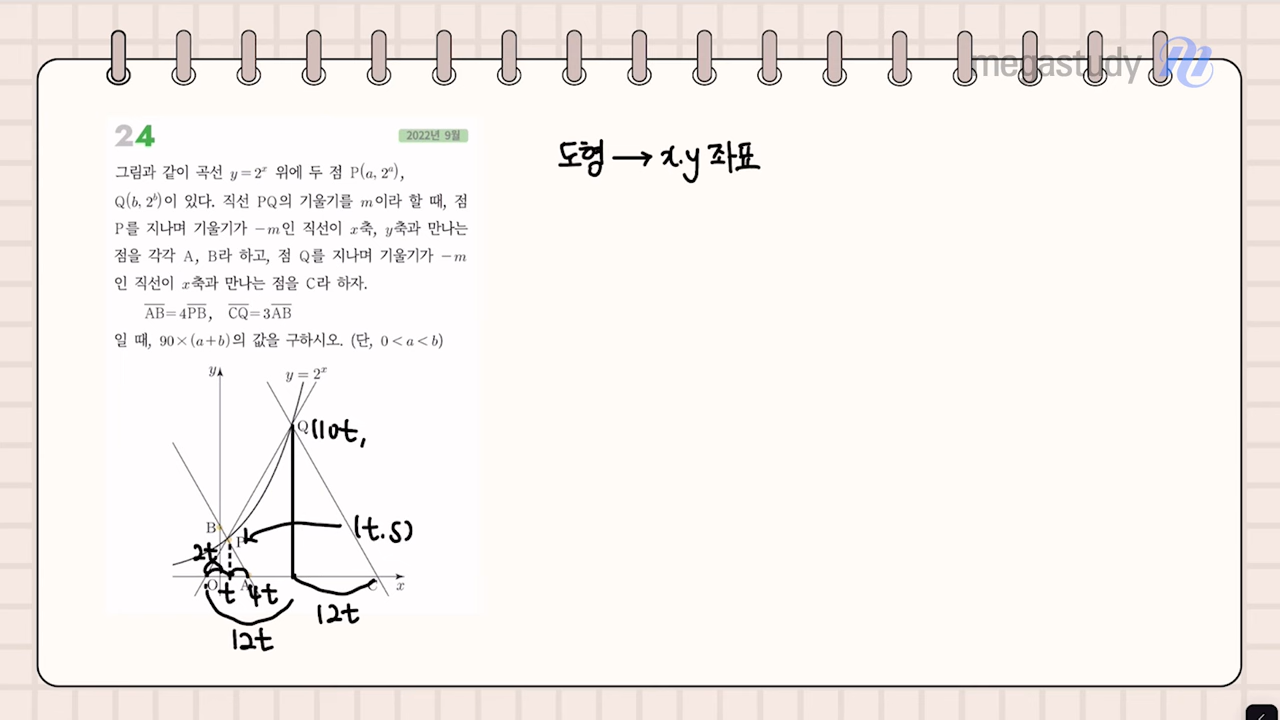 megastudy
24
2022년 9월
도형 → x.y 좌표
그림과 같이 곡선 y=2^x 위에 두 점 P(a, 2^a),
Q(b, 2^b)이 있다. 직선 PQ의 기울기를 m이라 할 때, 점
P를 지나며 기울기가 -m인 직선이 x축, y축과 만나는
점을 각각 A, B라 하고, 점 Q를 지나며 기울기가 -m
인 직선이 x축과 만나는 점을 C라 하자.
A̅B̅=4P̅B̅, C̅Q̅=3A̅B̅
일 때, 90×(a+b)의 값을 구하시오. (단, 0<a<b)
y
y=2^x
Q (10t,
B
P
(t.s)
2t
O
A
C
x
t
4t
12t
12t